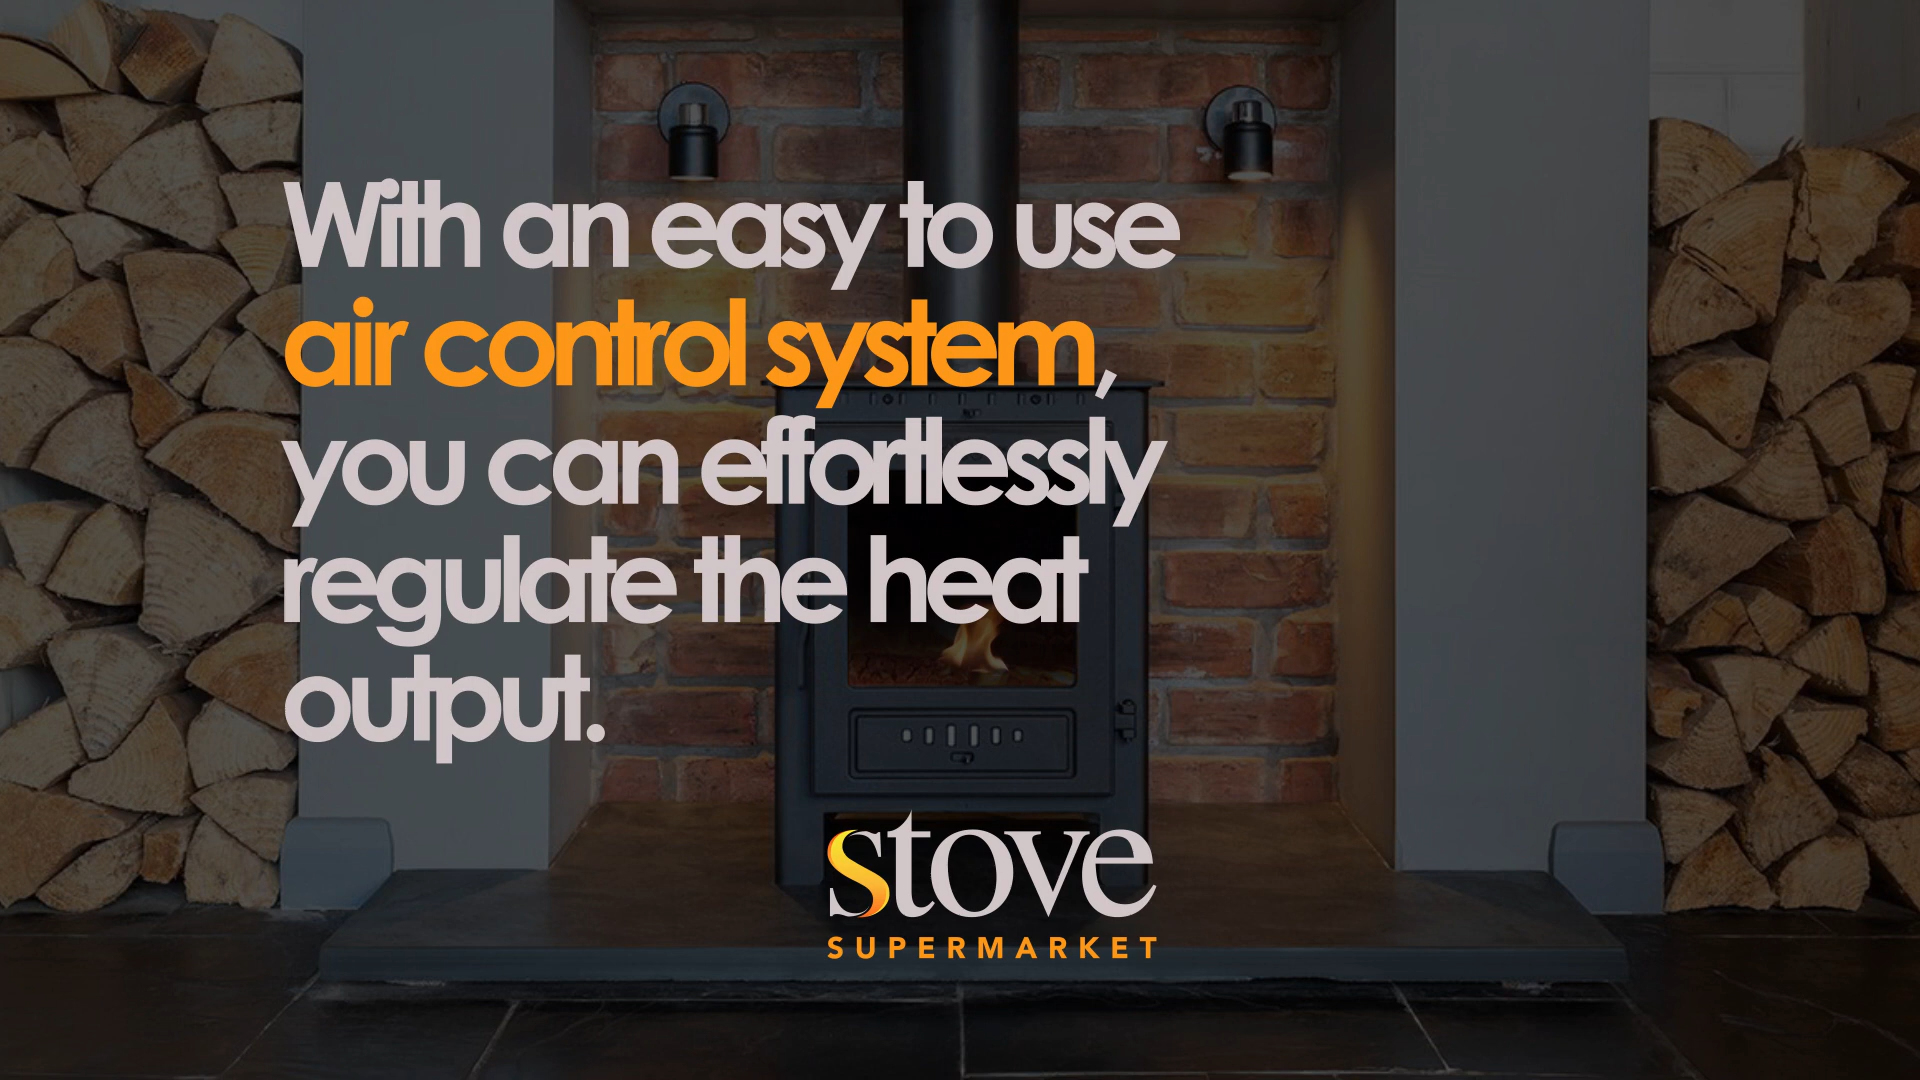 With an easy to use
air control system,
you can effortlessly
regulate the heat
output.
stove
SUPERMARKET